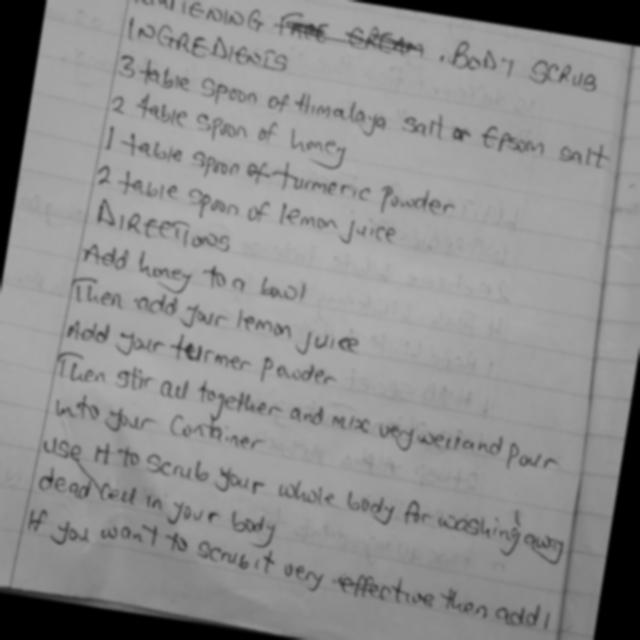 BODY SCRUB
INGREDIENTS
3 table spoon of Himalaya salt or Epsom salt
2 table spoon of honey
1 table spoon of turmeric powder
2 table spoon of lemon juice
DIRECTIONS
Add honey to a bowl
Then add your lemon juice
Add your turmer powder
Then stir all together and mix very well and pour
into your Container
use it to scrub your whole body for washing away
dead cell in your body
If you want to scrub it very effective then add 1